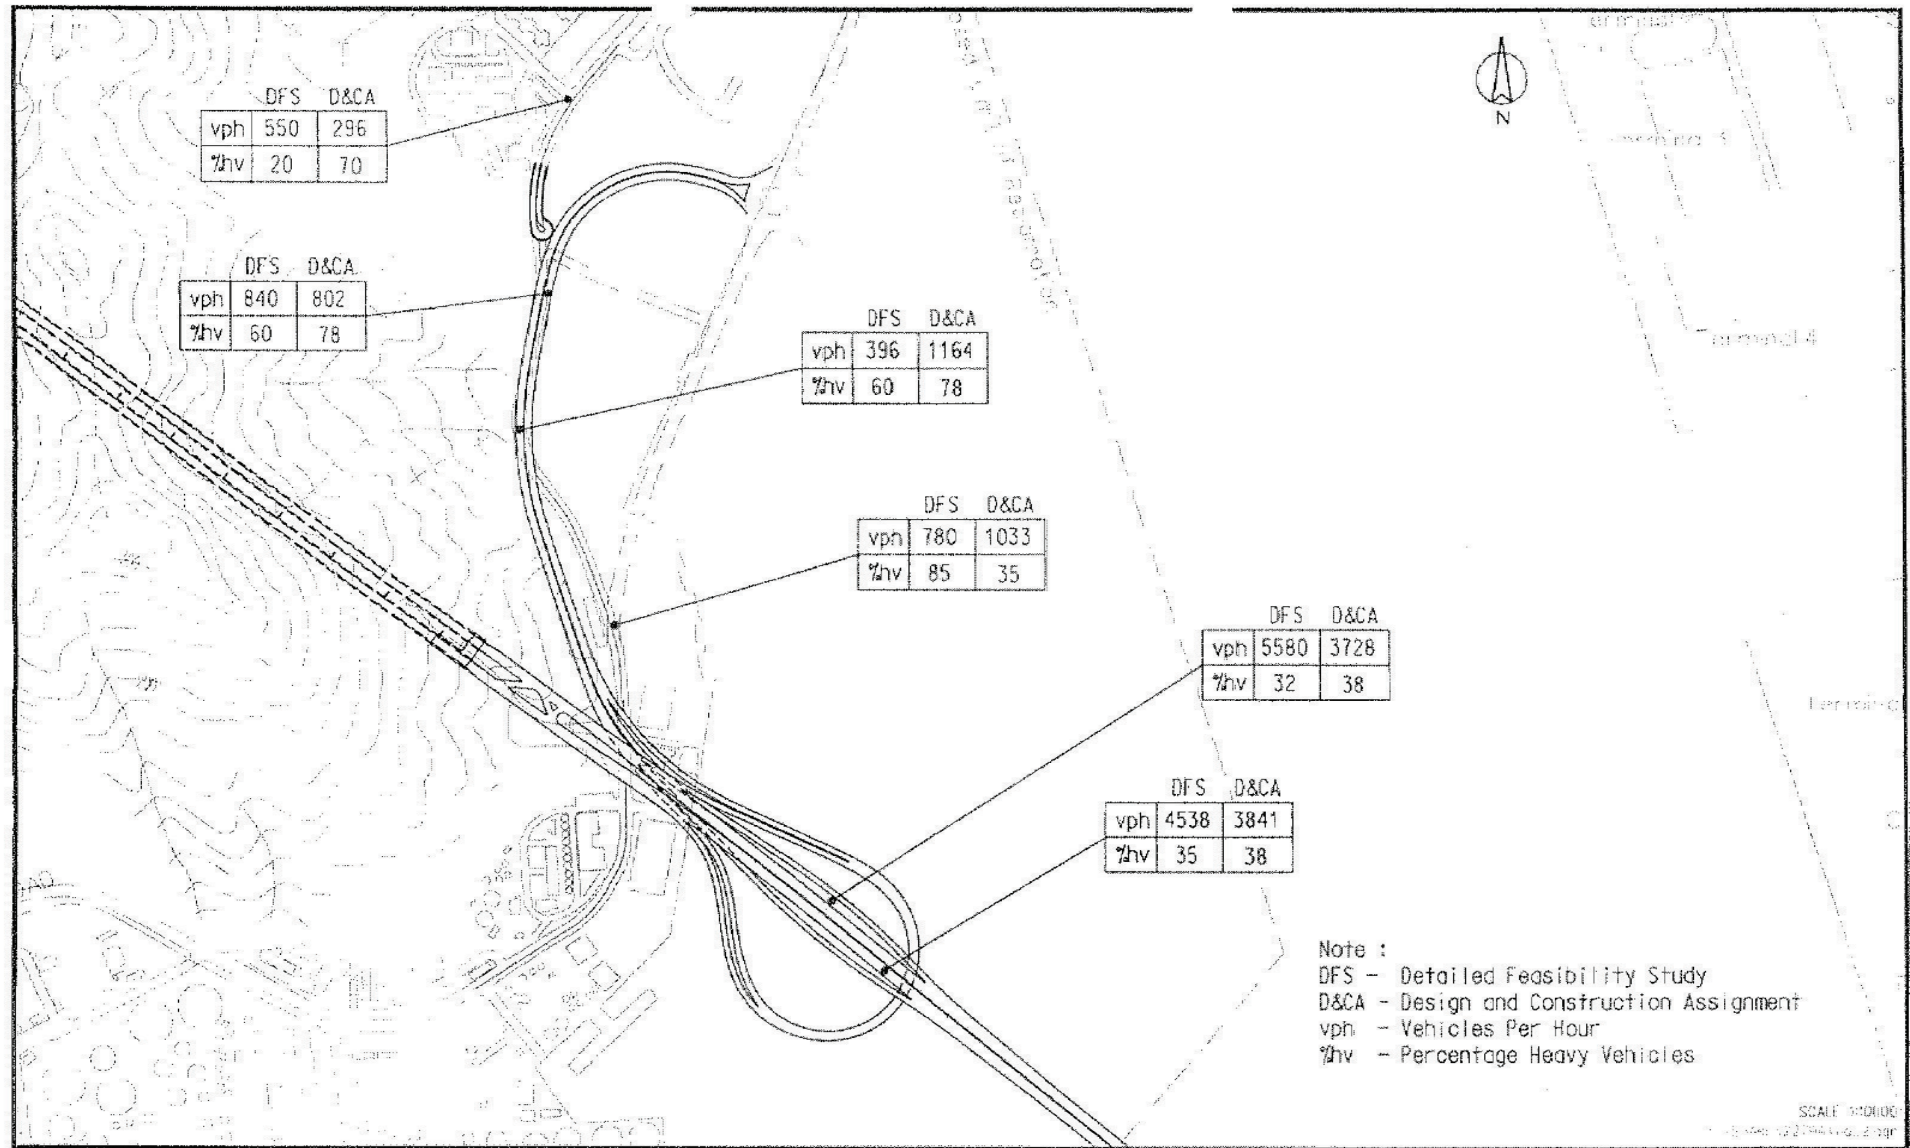 DFS D&CA
vph 550 296
%hv 20 70
N
DFS D&CA
vph 840 802
%hv 60 78
DFS D&CA
vph 396 1164
%hv 60 78
Terminal 4
DFS D&CA
vph 780 1033
%hv 85 35
DFS D&CA
vph 5580 3728
%hv 32 38
DFS D&CA
vph 4538 3841
%hv 35 38
Note :
DFS - Detailed Feasibility Study
D&CA - Design and Construction Assignment
vph - Vehicles Per Hour
%hv - Percentage Heavy Vehicles
SCALE